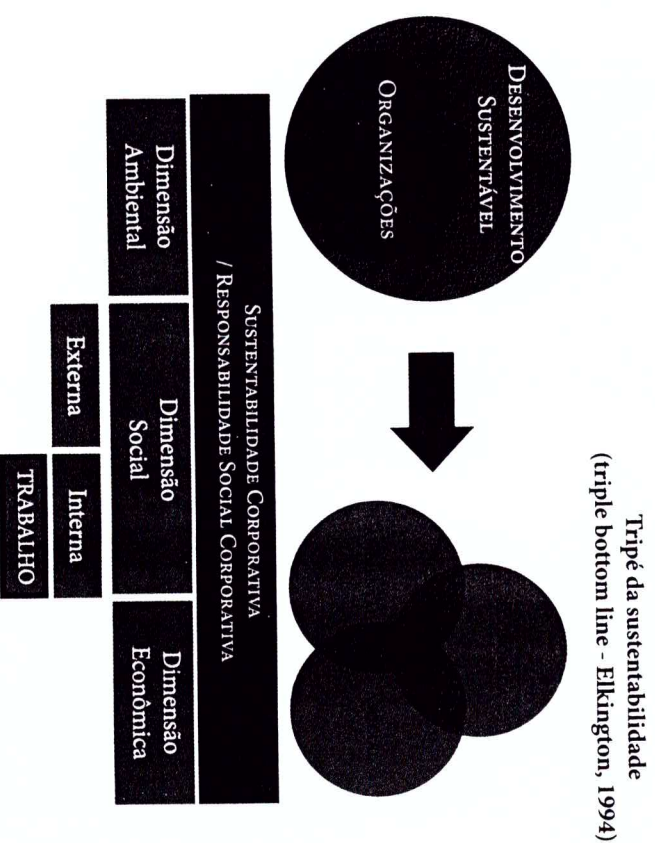 Tripé da sustentabilidade
(triple bottom line - Elkington, 1994)
DESENVOLVIMENTO
SUSTENTÁVEL
ORGANIZAÇÕES
SUSTENTABILIDADE CORPORATIVA
/ RESPONSABILIDADE SOCIAL CORPORATIVA
Dimensão
Ambiental
Dimensão
Social
Dimensão
Econômica
Externa
Interna
TRABALHO